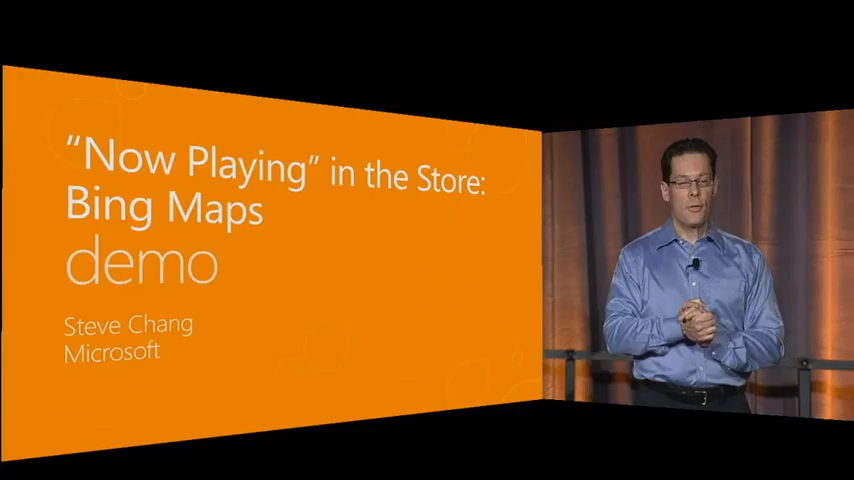 “Now Playing” in the Store:
Bing Maps
demo
Steve Chang
Microsoft